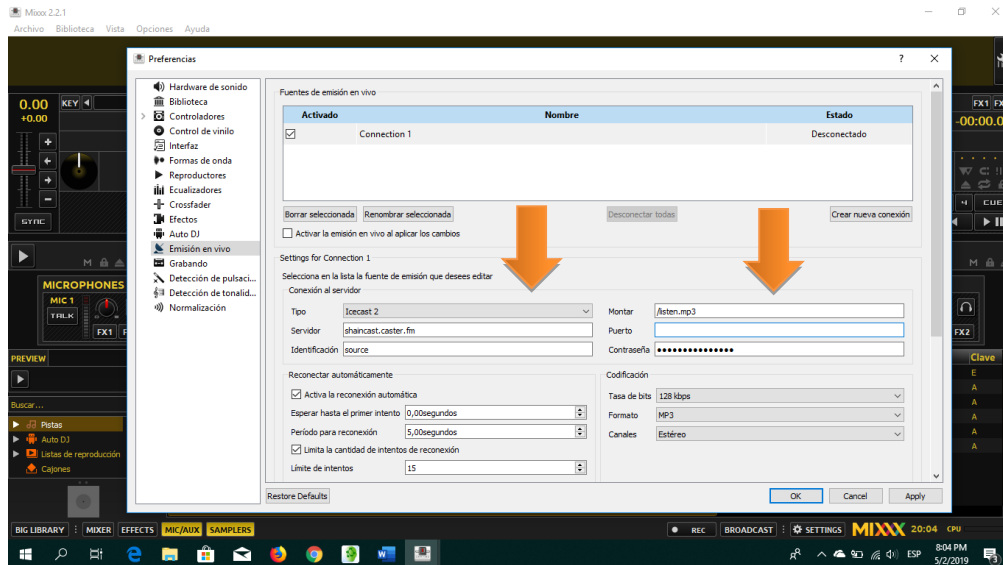 Mixxx 2.2.1
Archivo Biblioteca Vista Opciones Ayuda
Preferencias ?
Hardware de sonido
Biblioteca
Controladores
Control de vinilo
Interfaz
Formas de onda
Reproductores
Ecualizadores
Crossfader
Efectos
Auto DJ
Emisión en vivo
Grabando
Detección de pulsaci...
Detección de tonalid...
Normalización
Fuentes de emisión en vivo
Activado Nombre Estado
Connection 1 Desconectado
Borrar seleccionada Renombrar seleccionada Desconectar todas Crear nueva conexión
Activar la emisión en vivo al aplicar los cambios
Settings for Connection 1
Selecciona en la lista la fuente de emisión que desees editar
Conexión al servidor
Tipo Icecast 2 Montar /listen.mp3
Servidor shaincast.caster.fm Puerto
Identificación source Contraseña •••••••••••••••
Reconectar automáticamente Codificación
Activa la reconexión automática Tasa de bits 128 kbps
Esperar hasta el primer intento 0,00segundos Formato MP3
Período para reconexión 5,00segundos Canales Estéreo
Limita la cantidad de intentos de reconexión
Límite de intentos 15
Restore Defaults OK Cancel Apply
0.00 KEY
+0.00
SYNC
M
MICROPHONES
MIC 1
TALK
FX1 F
PREVIEW
Buscar...
Pistas
Auto DJ
Listas de reproducción
Cajones
FX1 FX
-00:00.0
4 CUE
M
FX2
Clave
E
A
A
A
A
A
BIG LIBRARY MIXER EFFECTS MIC/AUX SAMPLERS REC BROADCAST SETTINGS MIXXX 20:04 CPU
ESP 8:04 PM
5/2/2019